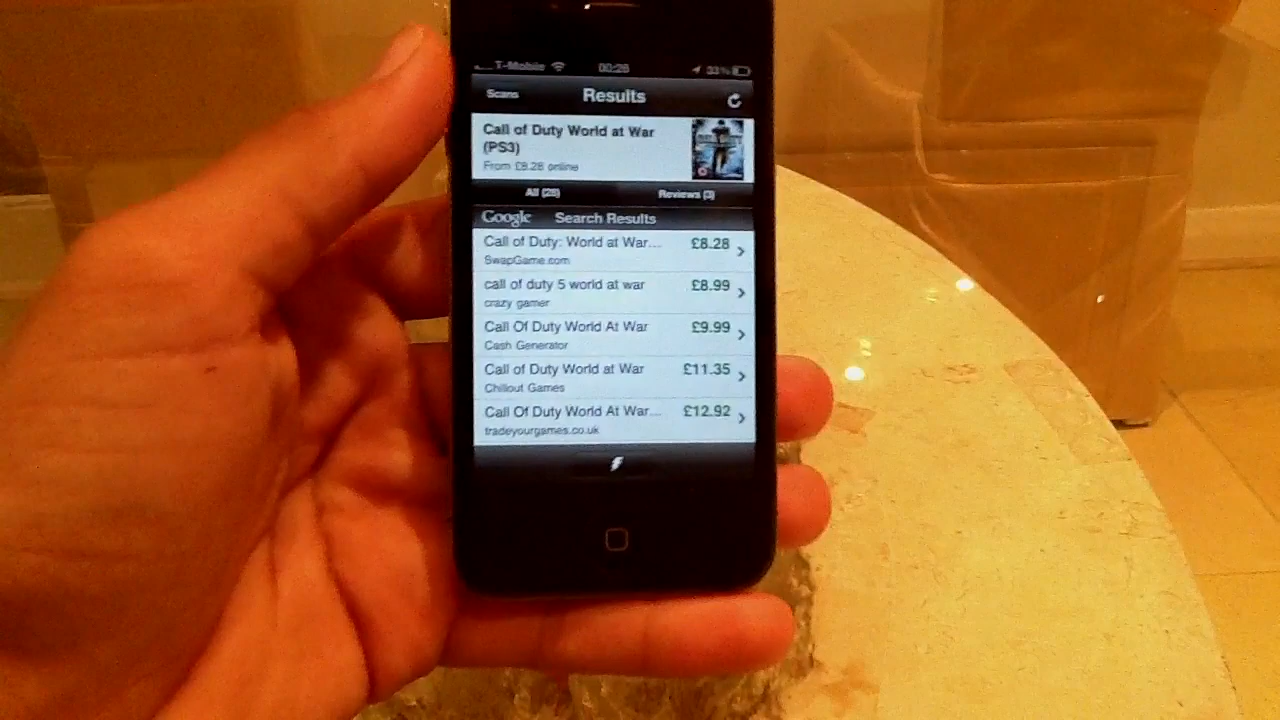 T-Mobile 00:26 33%
Scans Results
Call of Duty World at War
(PS3)
From £8.28 online
All (28) Reviews (3)
Google Search Results
Call of Duty: World at War... £8.28
SwapGame.com
call of duty 5 world at war £8.99
crazy gamer
Call Of Duty World At War £9.99
Cash Generator
Call of Duty World at War £11.35
Chillout Games
Call Of Duty World At War... £12.92
tradeyourgames.co.uk